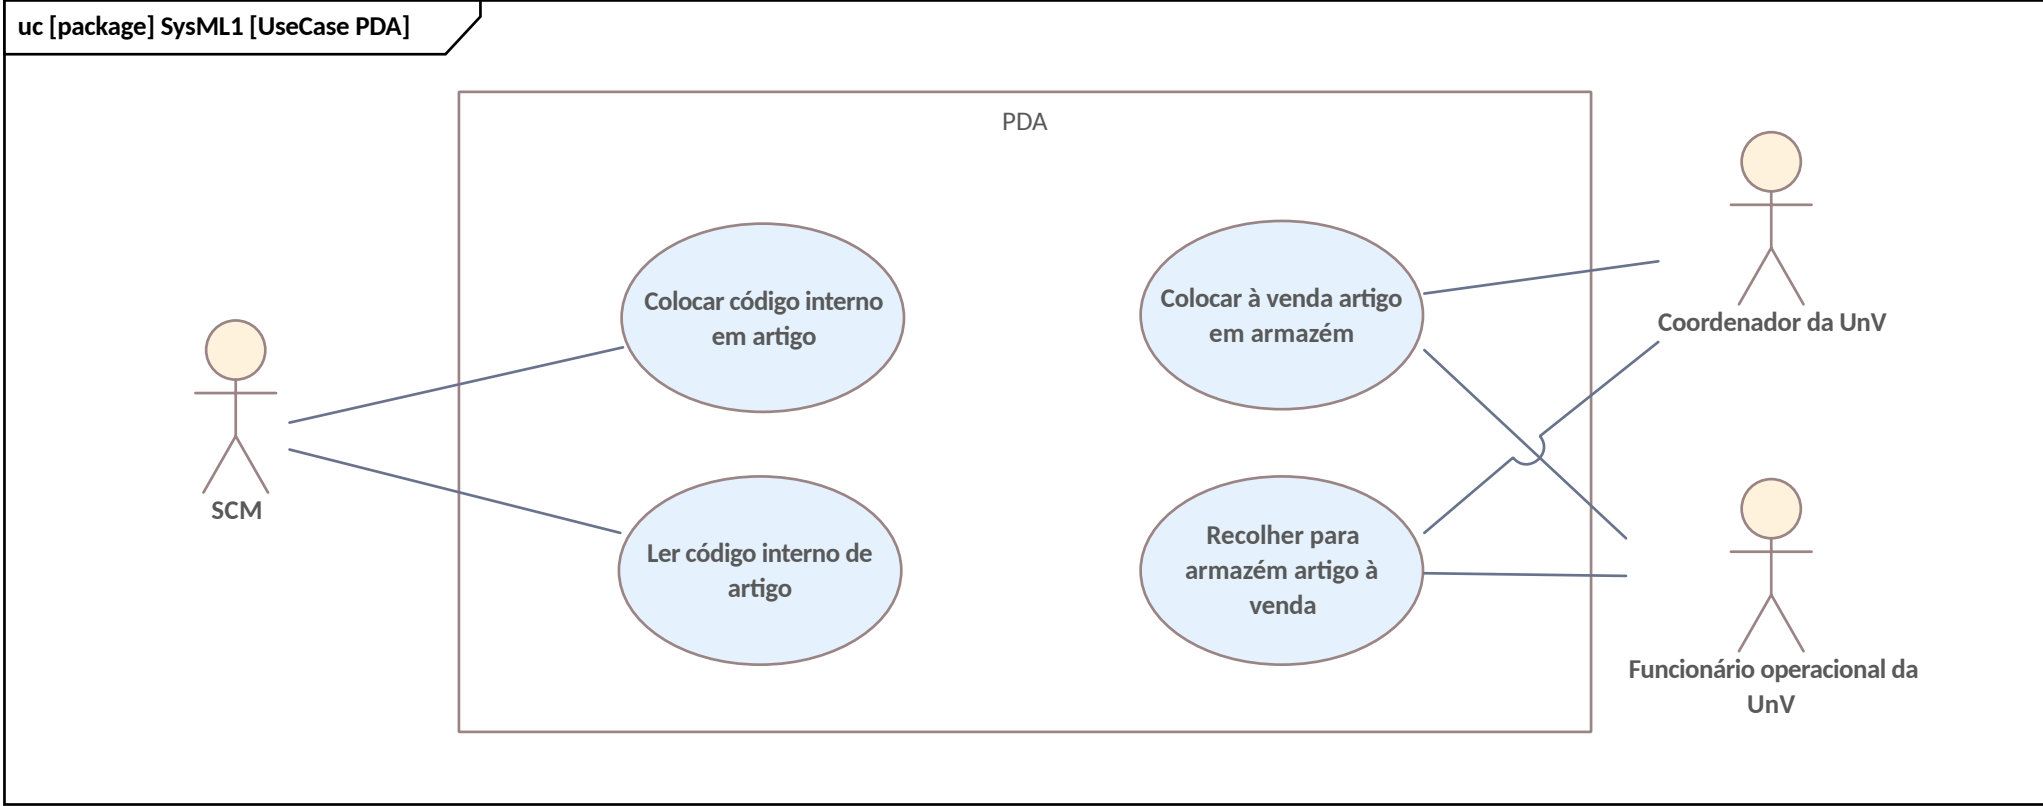 uc [package] SysML1 [UseCase PDA]
PDA
Colocar código interno
em artigo
Colocar à venda artigo
em armazém
Coordenador da UnV
SCM
Ler código interno de
artigo
Recolher para
armazém artigo à
venda
Funcionário operacional da
UnV